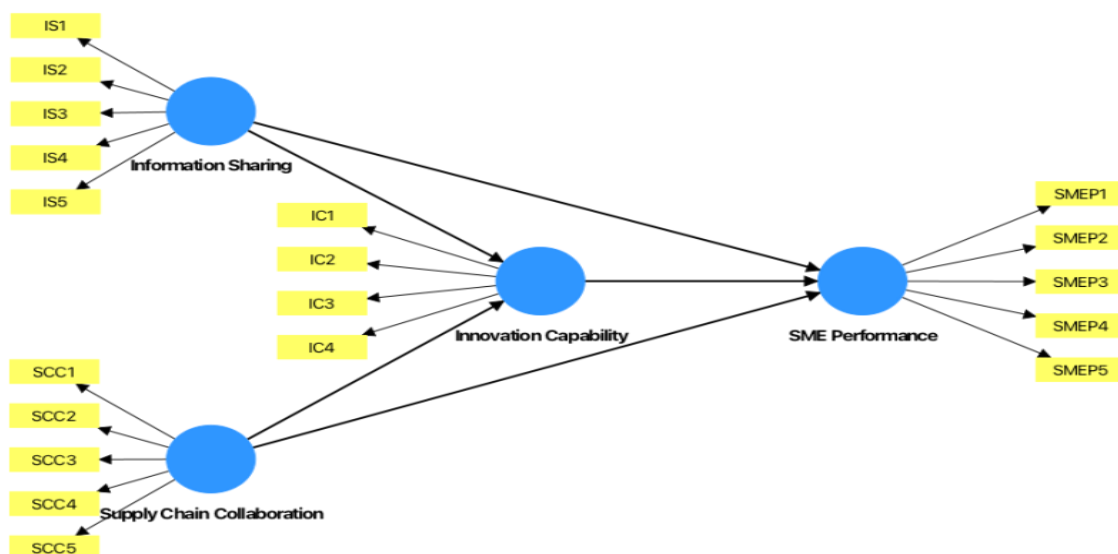 IS1
IS2
IS3
IS4
IS5
Information Sharing
IC1
IC2
IC3
IC4
Innovation Capability
SMEP1
SMEP2
SMEP3
SMEP4
SMEP5
SME Performance
SCC1
SCC2
SCC3
SCC4
SCC5
Supply Chain Collaboration